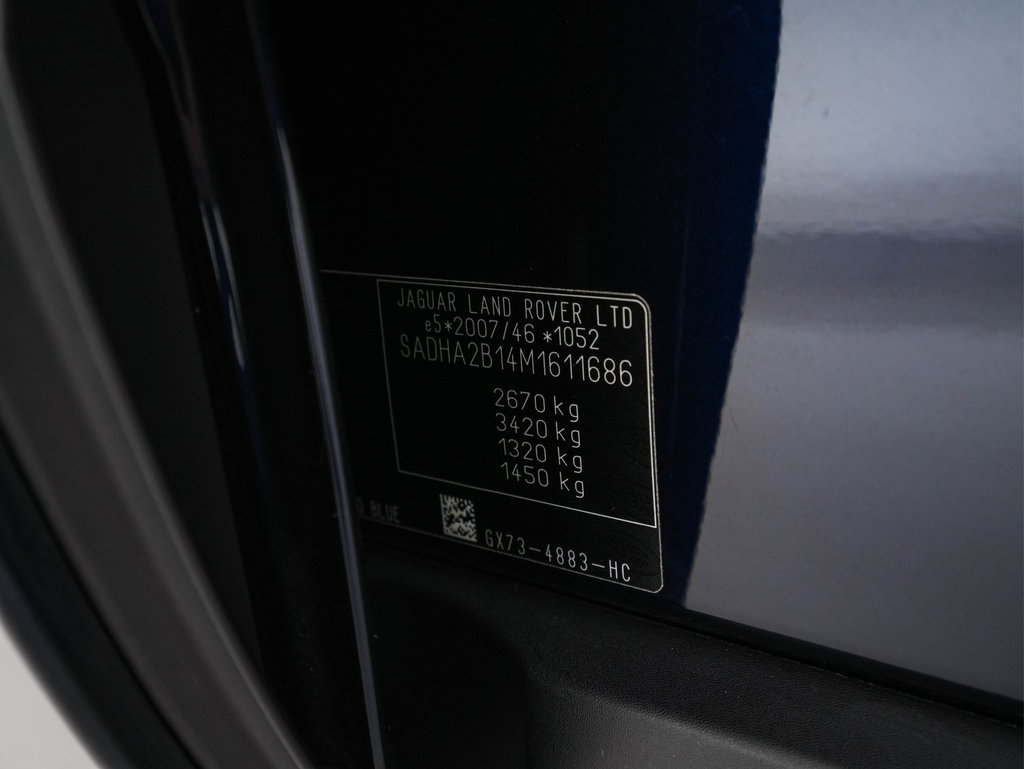 JAGUAR LAND ROVER LTD
e5*2007/46 *1052
SADHA2B14M1611686
2670 kg
3420 kg
1320 kg
1450 kg
BLUE
GX73-4883-HC